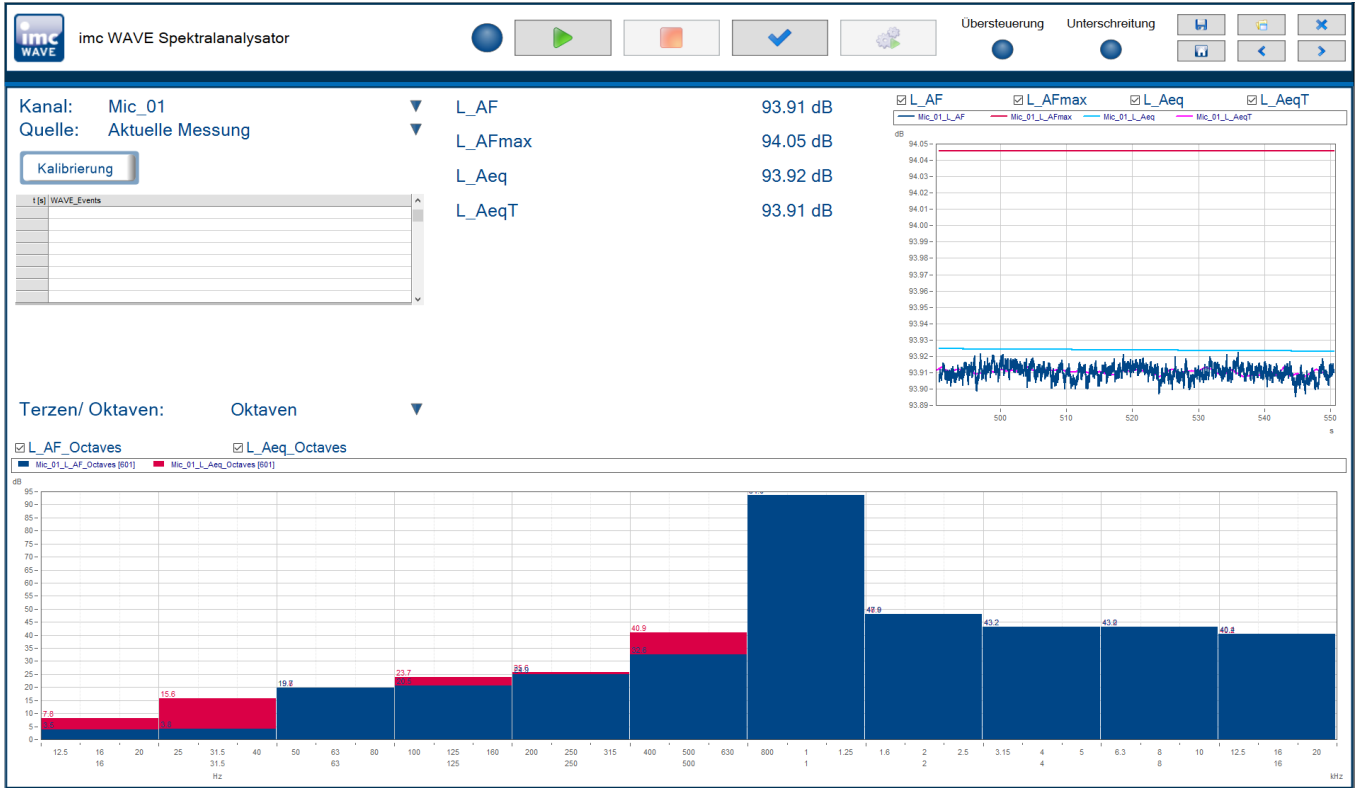 imc WAVE
imc WAVE Spektralanalysator
Übersteuerung
Unterschreitung
Kanal: Mic_01
Quelle: Aktuelle Messung
Kalibrierung
t [s] WAVE_Events
L_AF 93.91 dB
L_AFmax 94.05 dB
L_Aeq 93.92 dB
L_AeqT 93.91 dB
L_AF L_AFmax L_Aeq L_AeqT
Mic_01_L_AF Mic_01_L_AFmax Mic_01_L_Aeq Mic_01_L_AeqT
dB
94.05
94.04
94.03
94.02
94.01
94.00
93.99
93.98
93.97
93.96
93.95
93.94
93.93
93.92
93.91
93.90
93.89
500 510 520 530 540 550
s
Terzen/ Oktaven: Oktaven
L_AF_Octaves L_Aeq_Octaves
Mic_01_L_AF_Octaves [601] Mic_01_L_Aeq_Octaves [601]
dB
95
90
85
80
75
70
65
60
55
50
45
40
35
30
25
20
15
10
5
0
7.8 15.6 23.7 40.9 43.2
12.5 16 20 25 31.5 40 50 63 80 100 125 160 200 250 315 400 500 630 800 1 1.25 1.6 2 2.5 3.15 4 5 6.3 8 10 12.5 16 20
16 31.5 63 125 250 500 1 2 4 8 16
Hz kHz